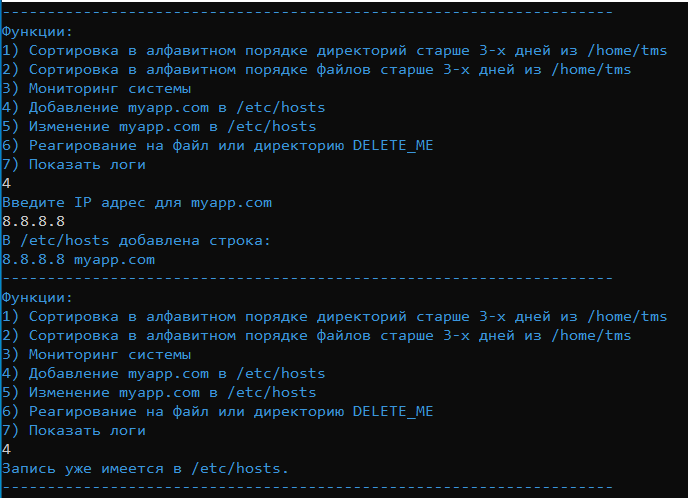 --------------------------------------------------------------------
Функции:
1) Сортировка в алфавитном порядке директорий старше 3-х дней из /home/tms
2) Сортировка в алфавитном порядке файлов старше 3-х дней из /home/tms
3) Мониторинг системы
4) Добавление myapp.com в /etc/hosts
5) Изменение myapp.com в /etc/hosts
6) Реагирование на файл или директорию DELETE_ME
7) Показать логи
4
Введите IP адрес для myapp.com
8.8.8.8
В /etc/hosts добавлена строка:
8.8.8.8 myapp.com
--------------------------------------------------------------------
Функции:
1) Сортировка в алфавитном порядке директорий старше 3-х дней из /home/tms
2) Сортировка в алфавитном порядке файлов старше 3-х дней из /home/tms
3) Мониторинг системы
4) Добавление myapp.com в /etc/hosts
5) Изменение myapp.com в /etc/hosts
6) Реагирование на файл или директорию DELETE_ME
7) Показать логи
4
Запись уже имеется в /etc/hosts.
--------------------------------------------------------------------